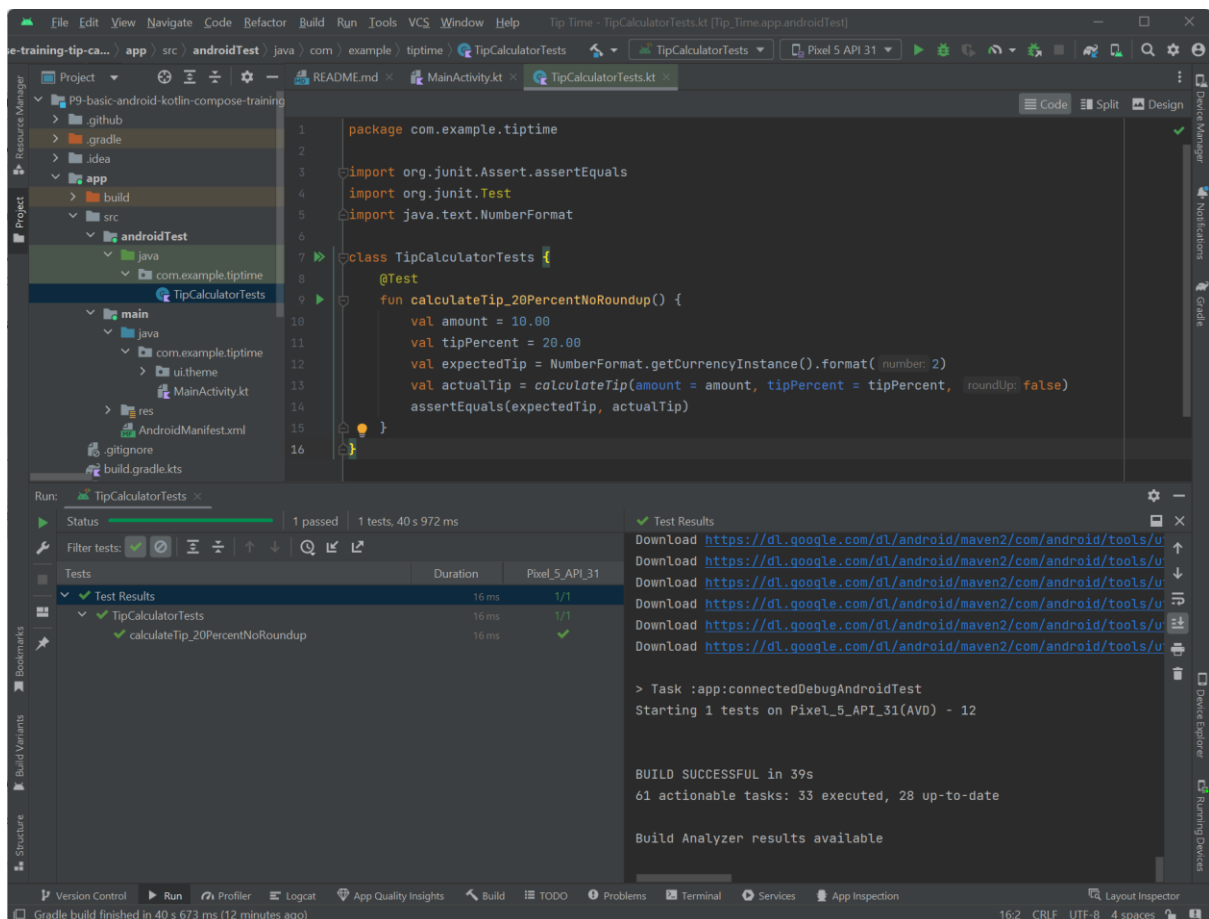 File Edit View Navigate Code Refactor Build Run Tools VCS Window Help Tip Time - TipCalculatorTests.kt [Tip_Time.app.androidTest]
se-training-tip-ca... app src androidTest java com example tiptime TipCalculatorTests TipCalculatorTests Pixel 5 API 31
Project README.md MainActivity.kt TipCalculatorTests.kt
Code Split Design
Resource Manager
Project
P9-basic-android-kotlin-compose-training
.github
.gradle
.idea
app
build
src
androidTest
java
com.example.tiptime
TipCalculatorTests
main
java
com.example.tiptime
ui.theme
MainActivity.kt
res
AndroidManifest.xml
.gitignore
build.gradle.kts
1 package com.example.tiptime
2
3 import org.junit.Assert.assertEquals
4 import org.junit.Test
5 import java.text.NumberFormat
6
7 class TipCalculatorTests {
8 @Test
9 fun calculateTip_20PercentNoRoundup() {
10 val amount = 10.00
11 val tipPercent = 20.00
12 val expectedTip = NumberFormat.getCurrencyInstance().format( number: 2)
13 val actualTip = calculateTip(amount = amount, tipPercent = tipPercent, roundUp: false)
14 assertEquals(expectedTip, actualTip)
15 }
16 }
Device Manager
Notifications
Gradle
Run: TipCalculatorTests
Status 1 passed 1 tests, 40 s 972 ms
Filter tests:
Tests Duration Pixel_5_API_31
Test Results 16 ms 1/1
TipCalculatorTests 16 ms 1/1
calculateTip_20PercentNoRoundup 16 ms
Test Results
Download https://dl.google.com/dl/android/maven2/com/android/tools/u
Download https://dl.google.com/dl/android/maven2/com/android/tools/u
Download https://dl.google.com/dl/android/maven2/com/android/tools/u
Download https://dl.google.com/dl/android/maven2/com/android/tools/u
Download https://dl.google.com/dl/android/maven2/com/android/tools/u
Download https://dl.google.com/dl/android/maven2/com/android/tools/u
> Task :app:connectedDebugAndroidTest
Starting 1 tests on Pixel_5_API_31(AVD) - 12
BUILD SUCCESSFUL in 39s
61 actionable tasks: 33 executed, 28 up-to-date
Build Analyzer results available
Bookmarks
Build Variants
Structure
Device Explorer
Running Devices
Version Control Run Profiler Logcat App Quality Insights Build TODO Problems Terminal Services App Inspection Layout Inspector
Gradle build finished in 40 s 673 ms (12 minutes ago) 16:2 CRLF UTF-8 4 spaces